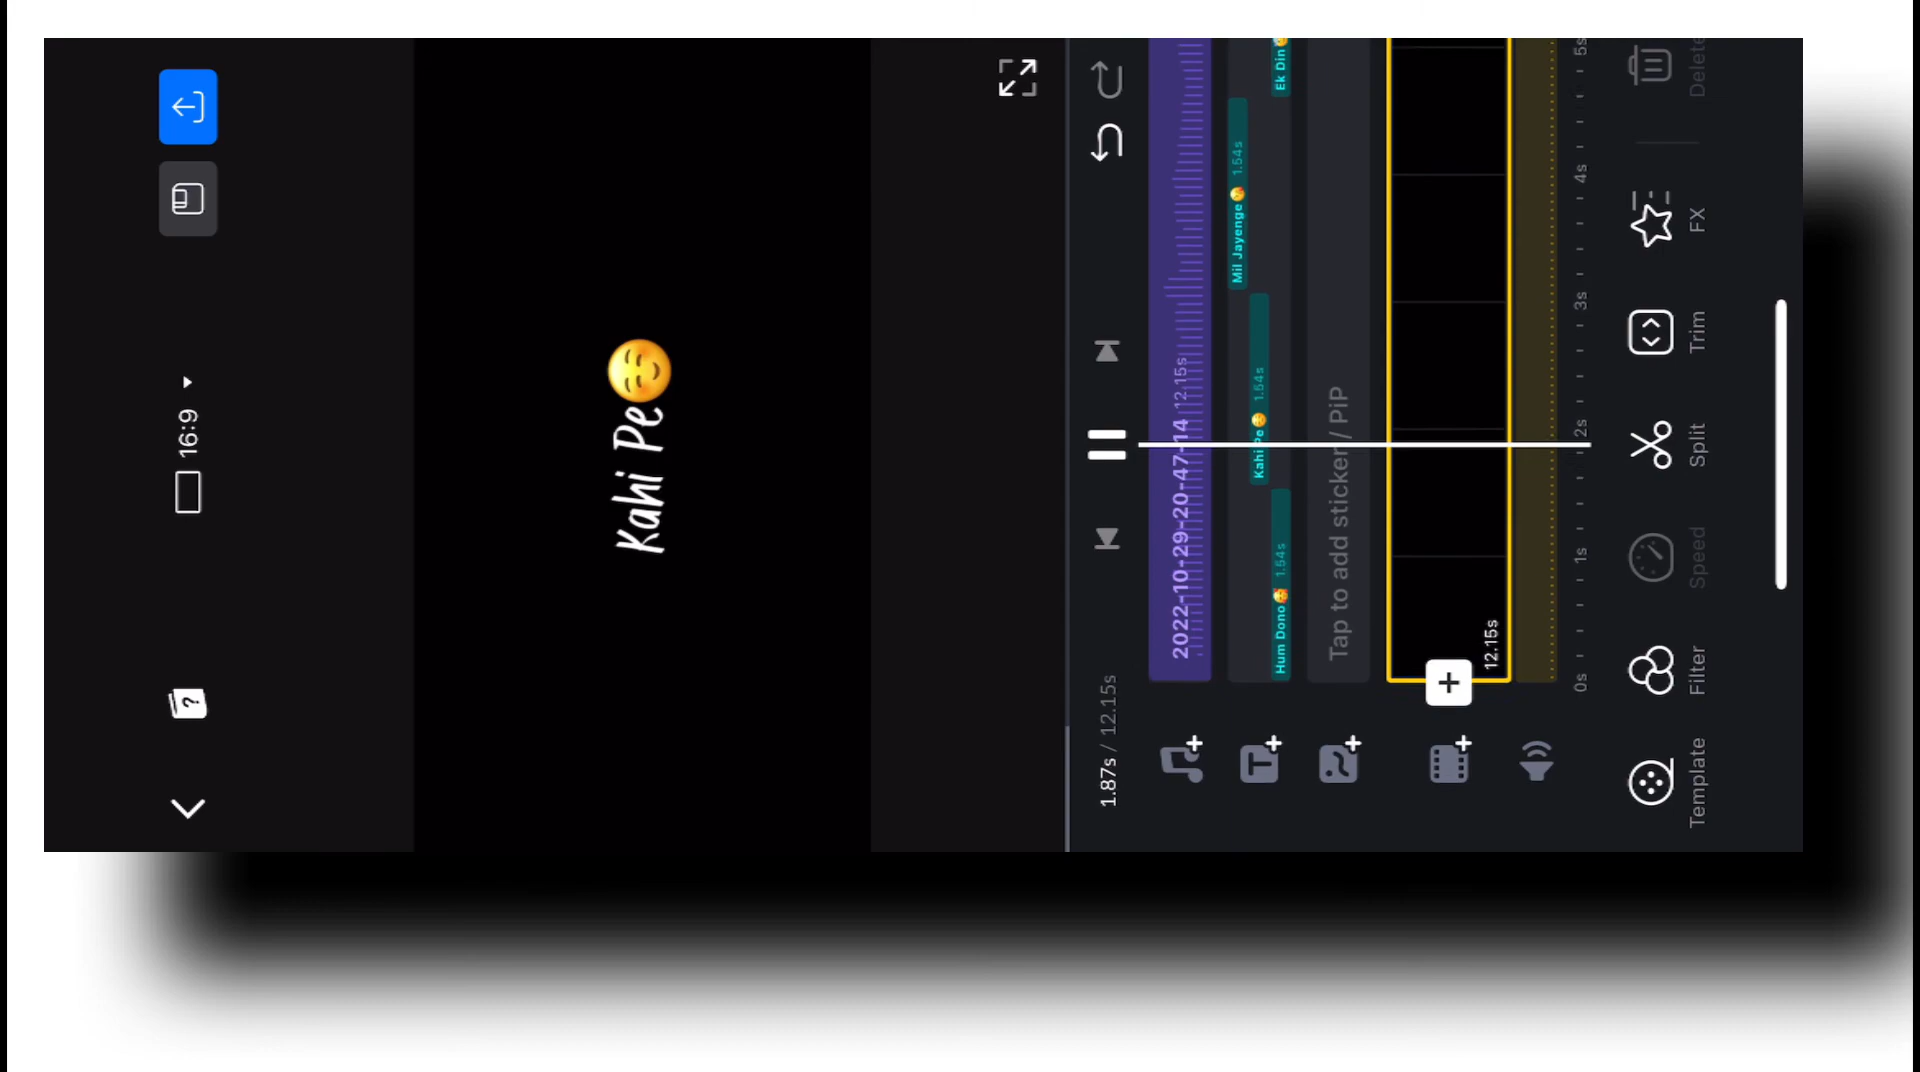 16:9
?
Kahi Pe😌
1.87s / 12.15s
2022-10-29-20-47-14 12.15s
Mil Jayenge 1.54s
Kahi Pe 1.54s
Hum Dono 1.54s
Ek Din
Tap to add sticker / PiP
12.15s
0s 1s 2s 3s 4s 5s
Template Filter Speed Split Trim FX Delete